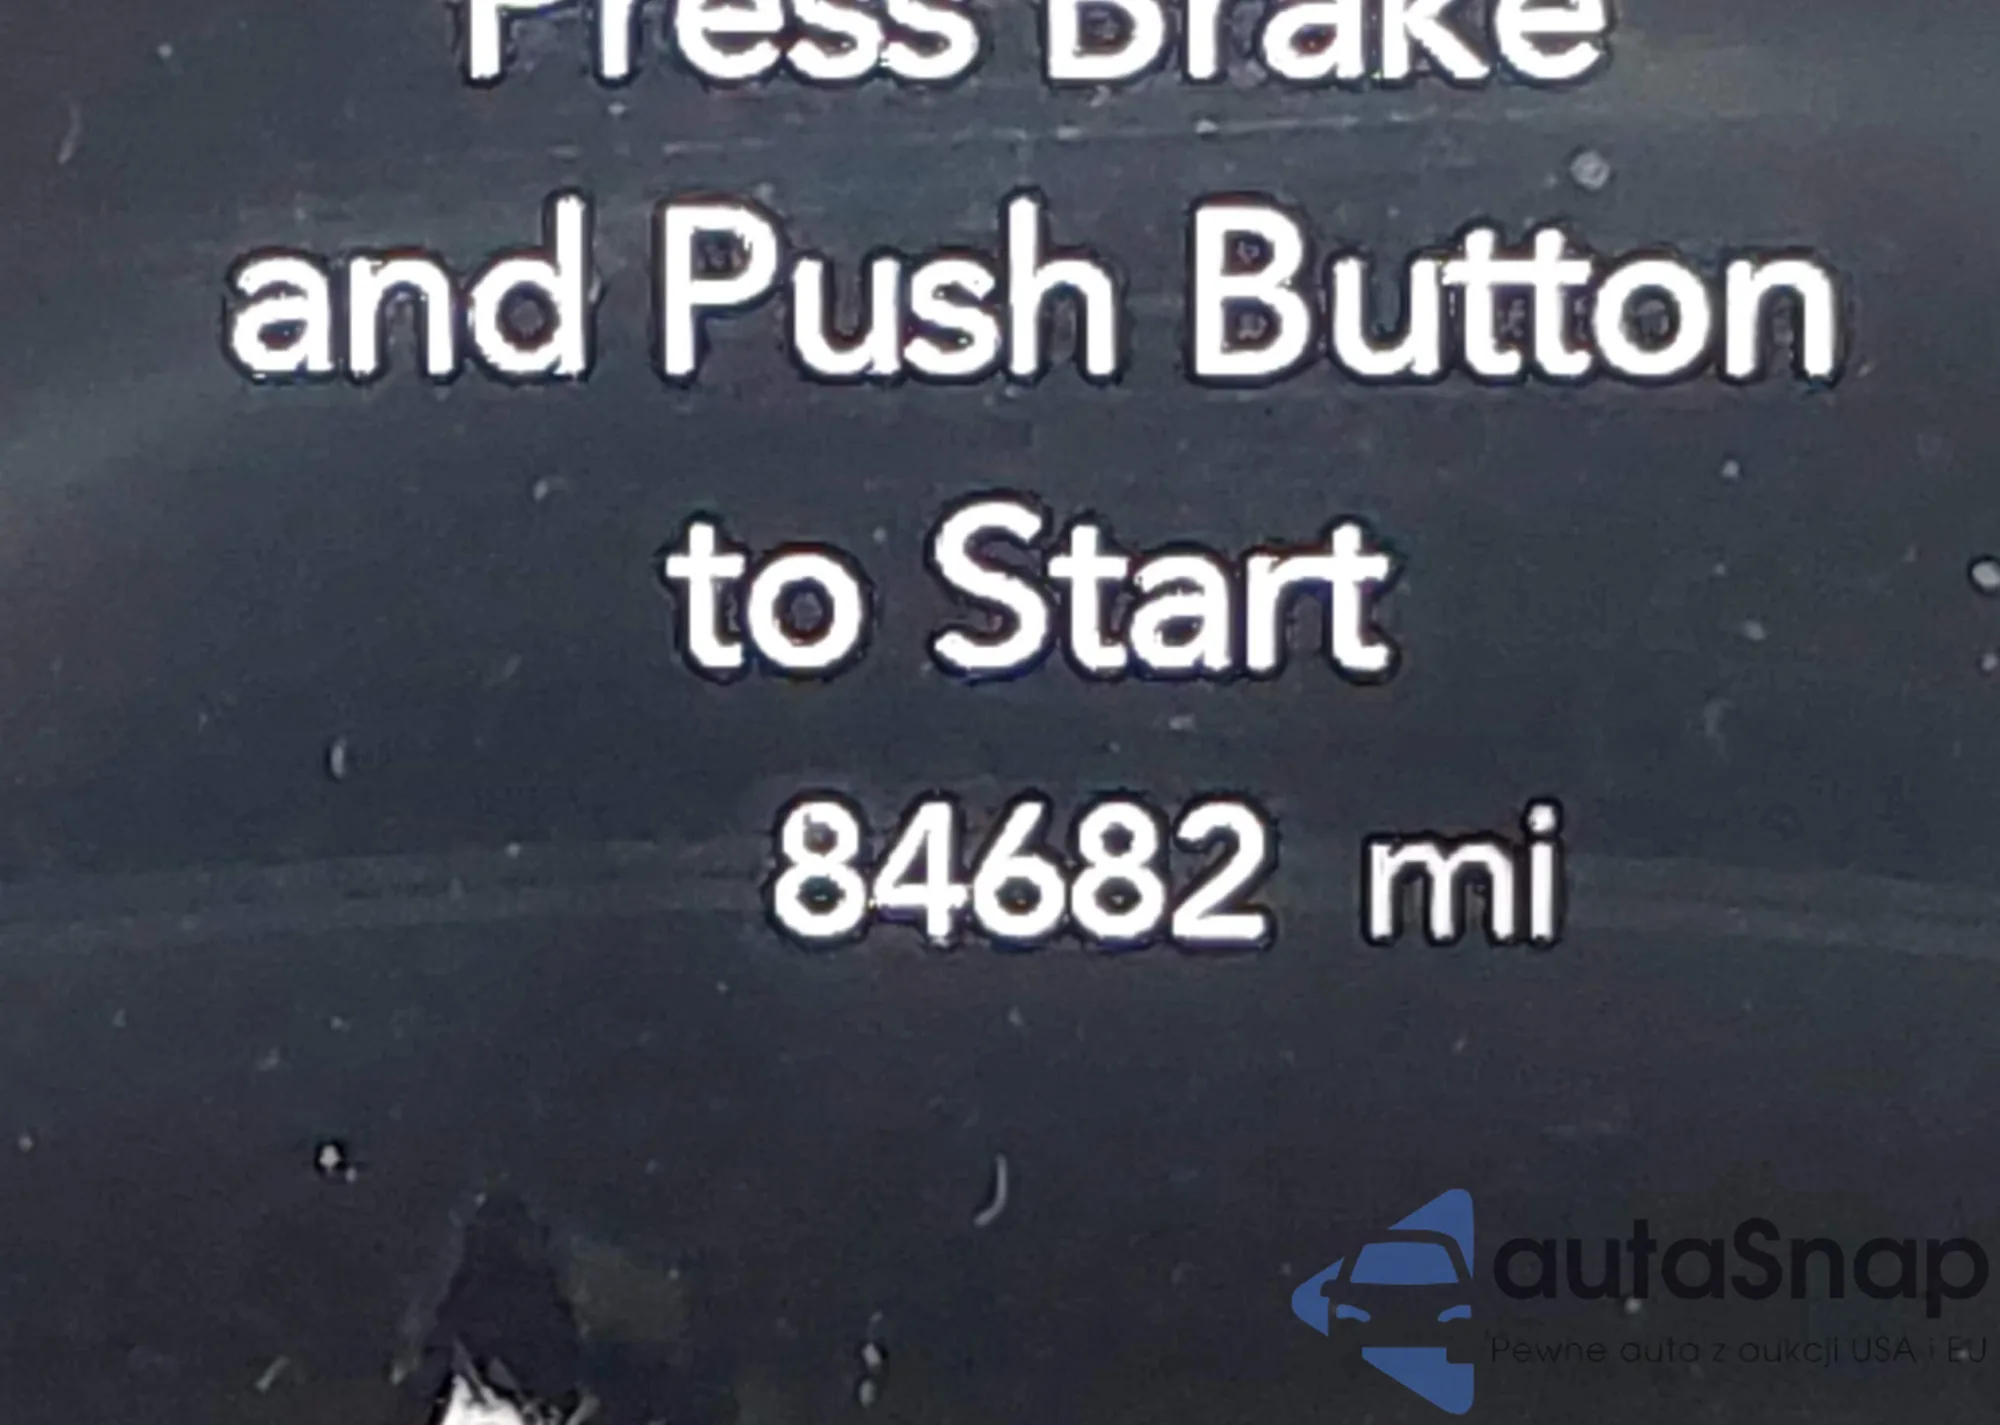 Press Brake
and Push Button
to Start
84682 mi
autaSnap
Pewne auta z aukcji USA i EU